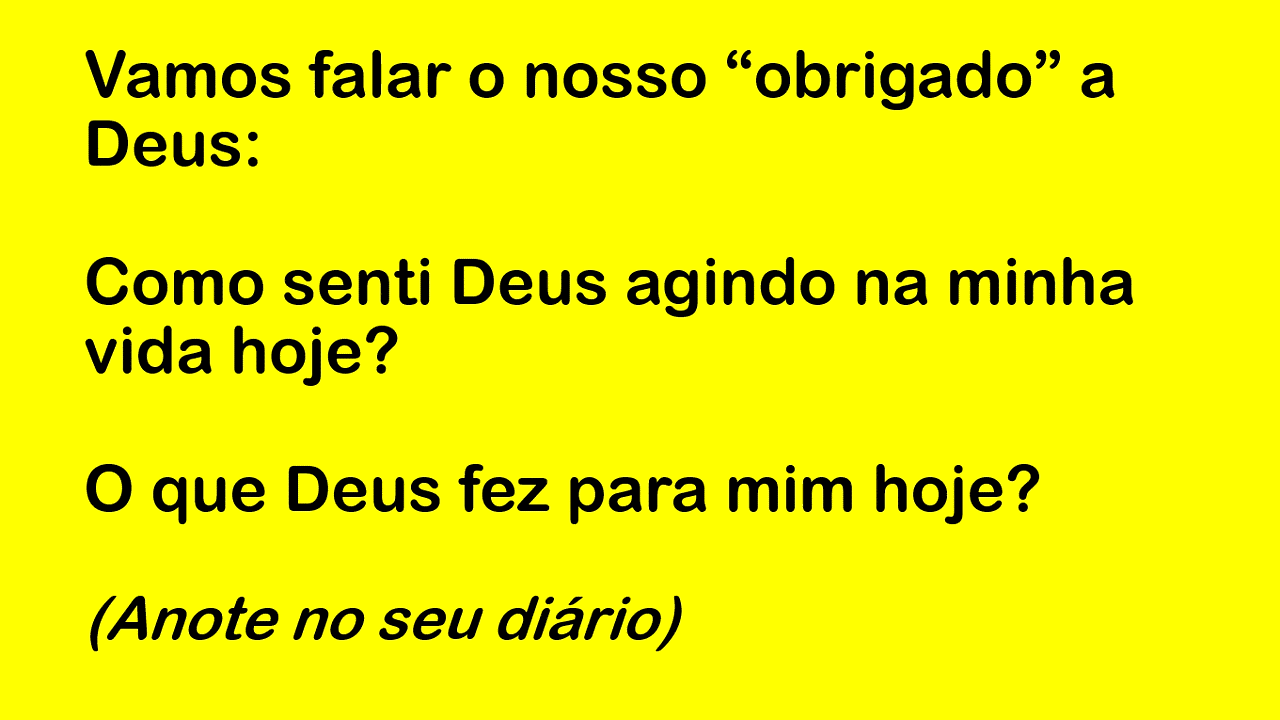 Vamos falar o nosso “obrigado” a
Deus:
Como senti Deus agindo na minha
vida hoje?
O que Deus fez para mim hoje?
(Anote no seu diário)